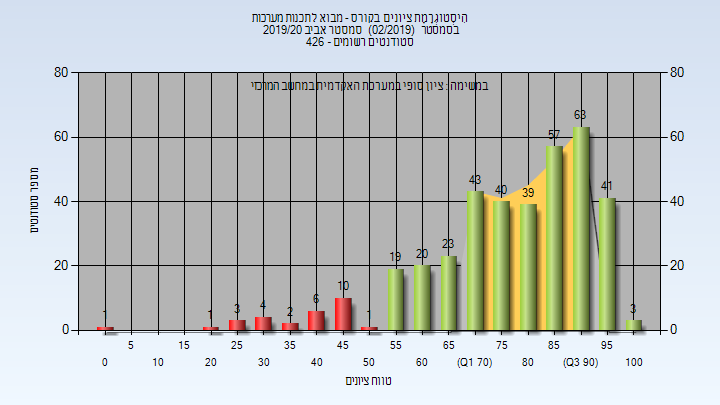 הִיסְטוֹגְרָמַת ציונים בקורס - מבוא לתכנות מערכות
בסמסטר (02/2019) סמסטר אביב 2019/20
סטודנטים רשומים - 426
במשימה : ציון סופי במערכת האקדמית במחשב המרכזי
מספר סטודנטים
80 80
60 60
40 40
20 20
0 0
1 1 3 4 2 6 10 1 19 20 23 43 40 39 57 63 41 3
5 15 25 35 45 55 65 75 85 95
0 10 20 30 40 50 60 (Q1 70) 80 (Q3 90) 100
טווח ציונים